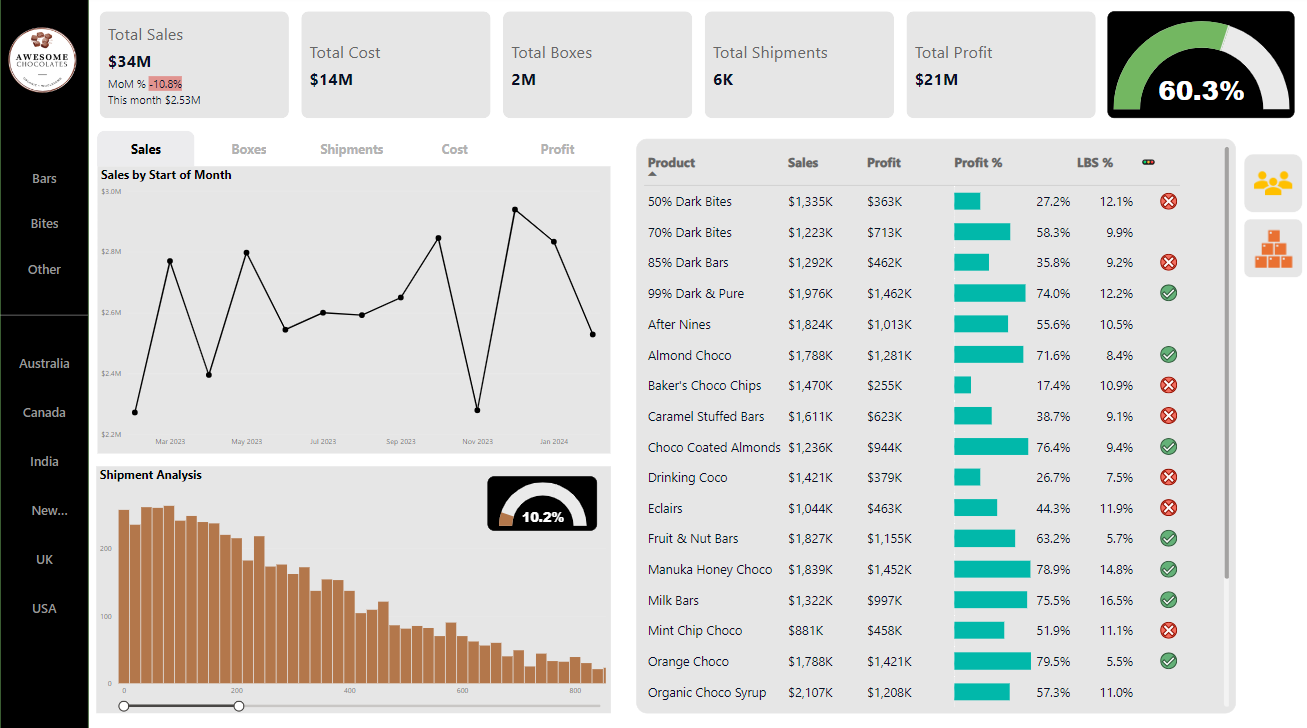 AWESOME
CHOCOLATES
Bars
Bites
Other
Australia
Canada
India
New...
UK
USA
Total Sales
$34M
MoM % -10.8%
This month $2.53M
Total Cost
$14M
Total Boxes
2M
Total Shipments
6K
Total Profit
$21M
60.3%
Sales Boxes Shipments Cost Profit
Sales by Start of Month
$3.0M
$2.8M
$2.6M
$2.4M
$2.2M
Mar 2023 May 2023 Jul 2023 Sep 2023 Nov 2023 Jan 2024
Shipment Analysis
10.2%
200
100
0
0 200 400 600 800
Product Sales Profit Profit % LBS %
50% Dark Bites $1,335K $363K 27.2% 12.1%
70% Dark Bites $1,223K $713K 58.3% 9.9%
85% Dark Bars $1,292K $462K 35.8% 9.2%
99% Dark & Pure $1,976K $1,462K 74.0% 12.2%
After Nines $1,824K $1,013K 55.6% 10.5%
Almond Choco $1,788K $1,281K 71.6% 8.4%
Baker's Choco Chips $1,470K $255K 17.4% 10.9%
Caramel Stuffed Bars $1,611K $623K 38.7% 9.1%
Choco Coated Almonds $1,236K $944K 76.4% 9.4%
Drinking Coco $1,421K $379K 26.7% 7.5%
Eclairs $1,044K $463K 44.3% 11.9%
Fruit & Nut Bars $1,827K $1,155K 63.2% 5.7%
Manuka Honey Choco $1,839K $1,452K 78.9% 14.8%
Milk Bars $1,322K $997K 75.5% 16.5%
Mint Chip Choco $881K $458K 51.9% 11.1%
Orange Choco $1,788K $1,421K 79.5% 5.5%
Organic Choco Syrup $2,107K $1,208K 57.3% 11.0%